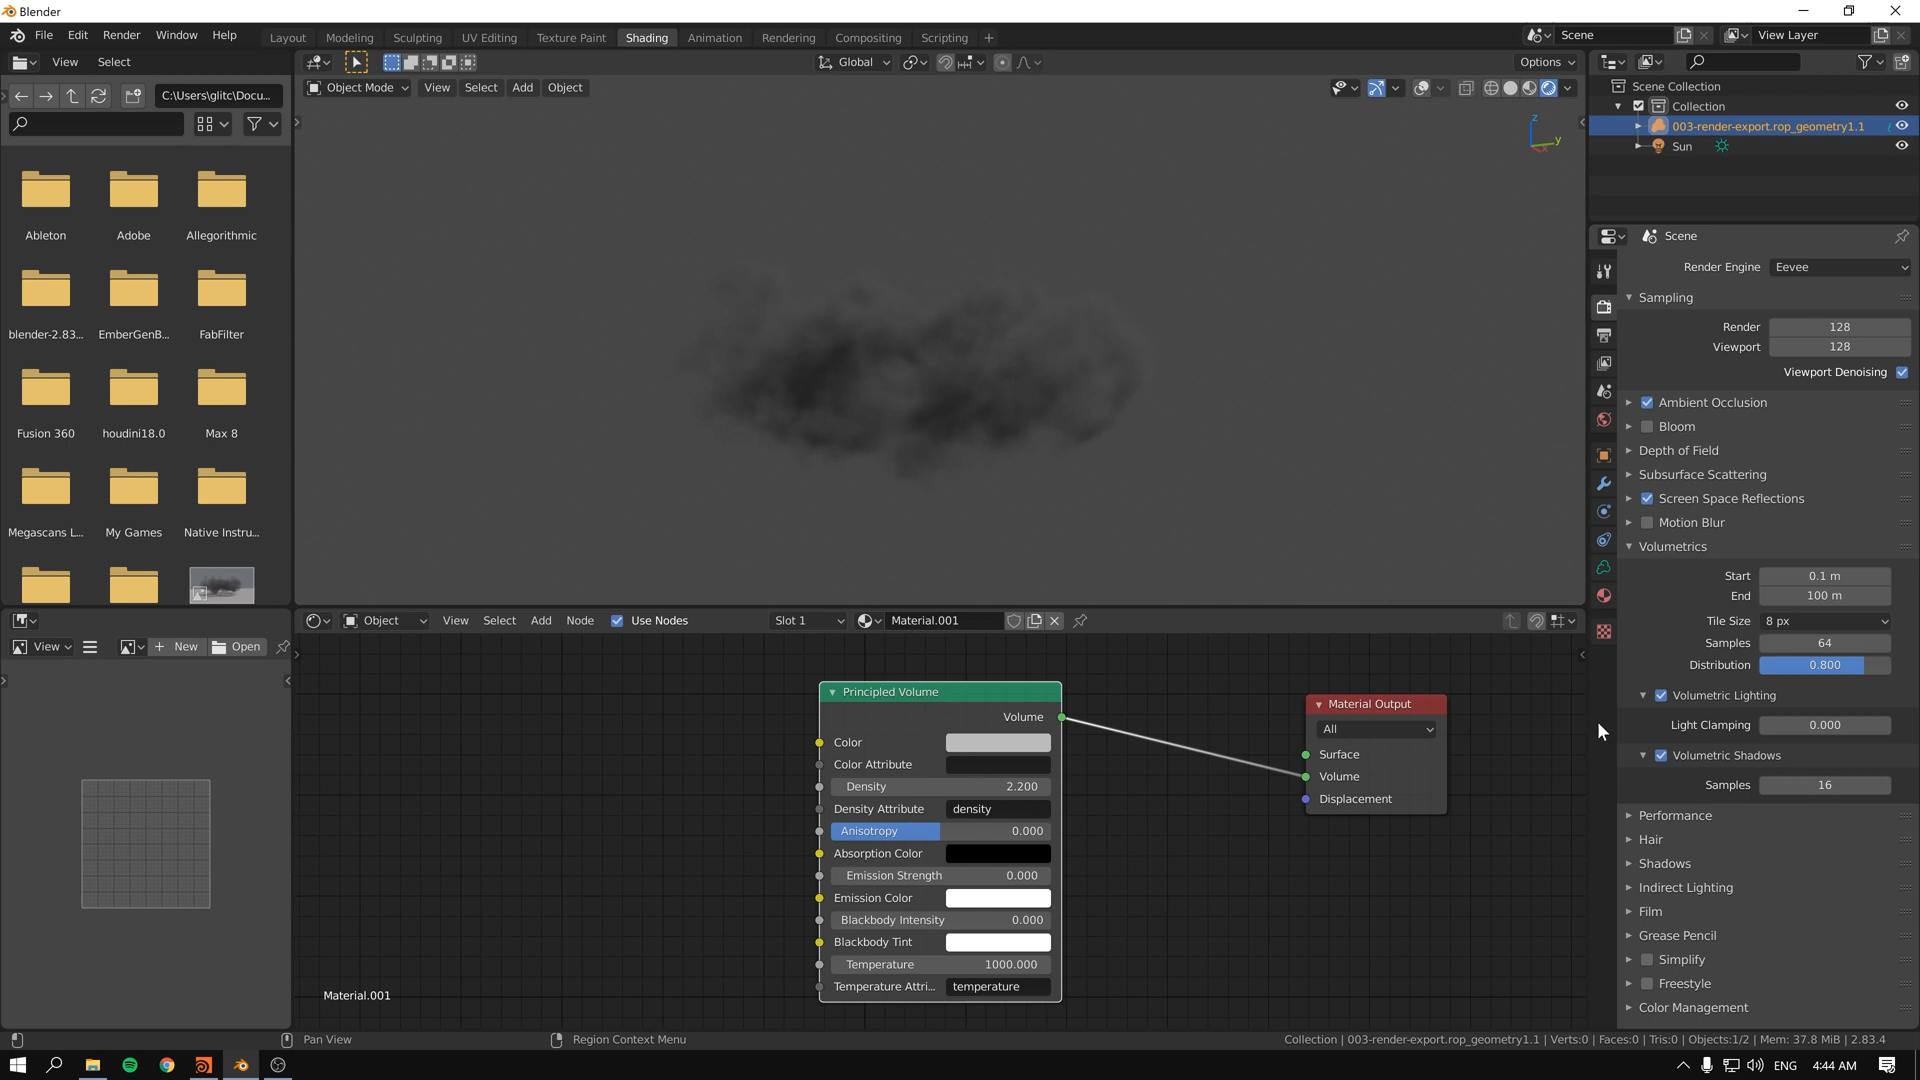 Blender
File Edit Render Window Help
Layout Modeling Sculpting UV Editing Texture Paint Shading Animation Rendering Compositing Scripting +
Scene
View Layer
View Select
Global
Options
C:\Users\glitc\Docu...
Object Mode View Select Add Object
Scene Collection
Collection
003-render-export.rop_geometry1.1
Sun
z
y
x
Ableton Adobe Allegorithmic
blender-2.83... EmberGenB... FabFilter
Fusion 360 houdini18.0 Max 8
Megascans L... My Games Native Instru...
Scene
Render Engine Eevee
Sampling
Render 128
Viewport 128
Viewport Denoising
Ambient Occlusion
Bloom
Depth of Field
Subsurface Scattering
Screen Space Reflections
Motion Blur
Volumetrics
Start 0.1 m
End 100 m
Tile Size 8 px
Samples 64
Distribution 0.800
Volumetric Lighting
Light Clamping 0.000
Volumetric Shadows
Samples 16
Performance
Hair
Shadows
Indirect Lighting
Film
Grease Pencil
Simplify
Freestyle
Color Management
View + New Open
Object View Select Add Node Use Nodes Slot 1 Material.001
Principled Volume
Volume
Color
Color Attribute
Density 2.200
Density Attribute density
Anisotropy 0.000
Absorption Color
Emission Strength 0.000
Emission Color
Blackbody Intensity 0.000
Blackbody Tint
Temperature 1000.000
Temperature Attri... temperature
Material Output
All
Surface
Volume
Displacement
Material.001
Pan View
Region Context Menu
Collection | 003-render-export.rop_geometry1.1 | Verts:0 | Faces:0 | Tris:0 | Objects:1/2 | Mem: 37.8 MiB | 2.83.4
ENG 4:44 AM